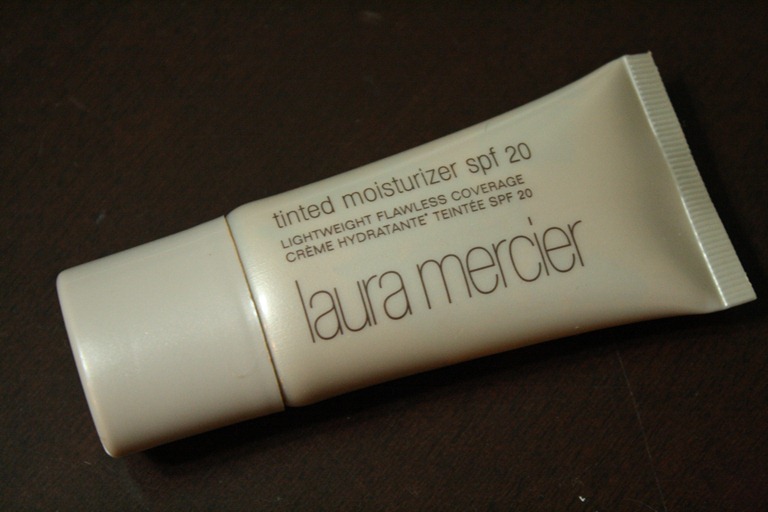 tinted moisturizer spf 20
LIGHTWEIGHT FLAWLESS COVERAGE
CRÈME HYDRATANTE* TEINTÉE SPF 20
laura mercier